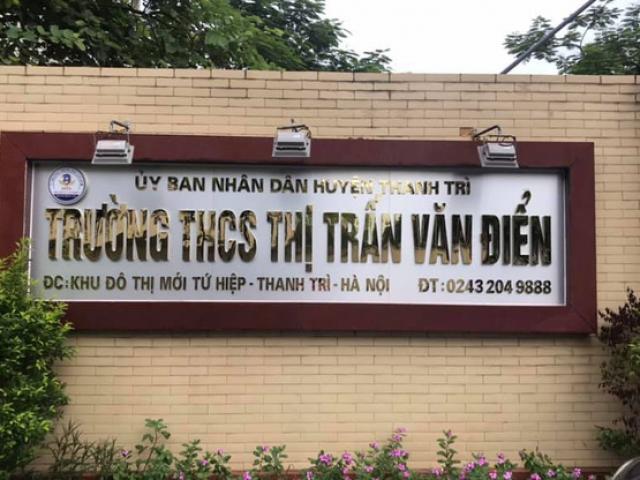 ỦY BAN NHÂN DÂN HUYỆN THANH TRÌ
TRƯỜNG THCS THỊ TRẤN VĂN ĐIỂN
ĐC: KHU ĐÔ THỊ MỚI TỨ HIỆP - THANH TRÌ - HÀ NỘI ĐT: 0243 204 9888